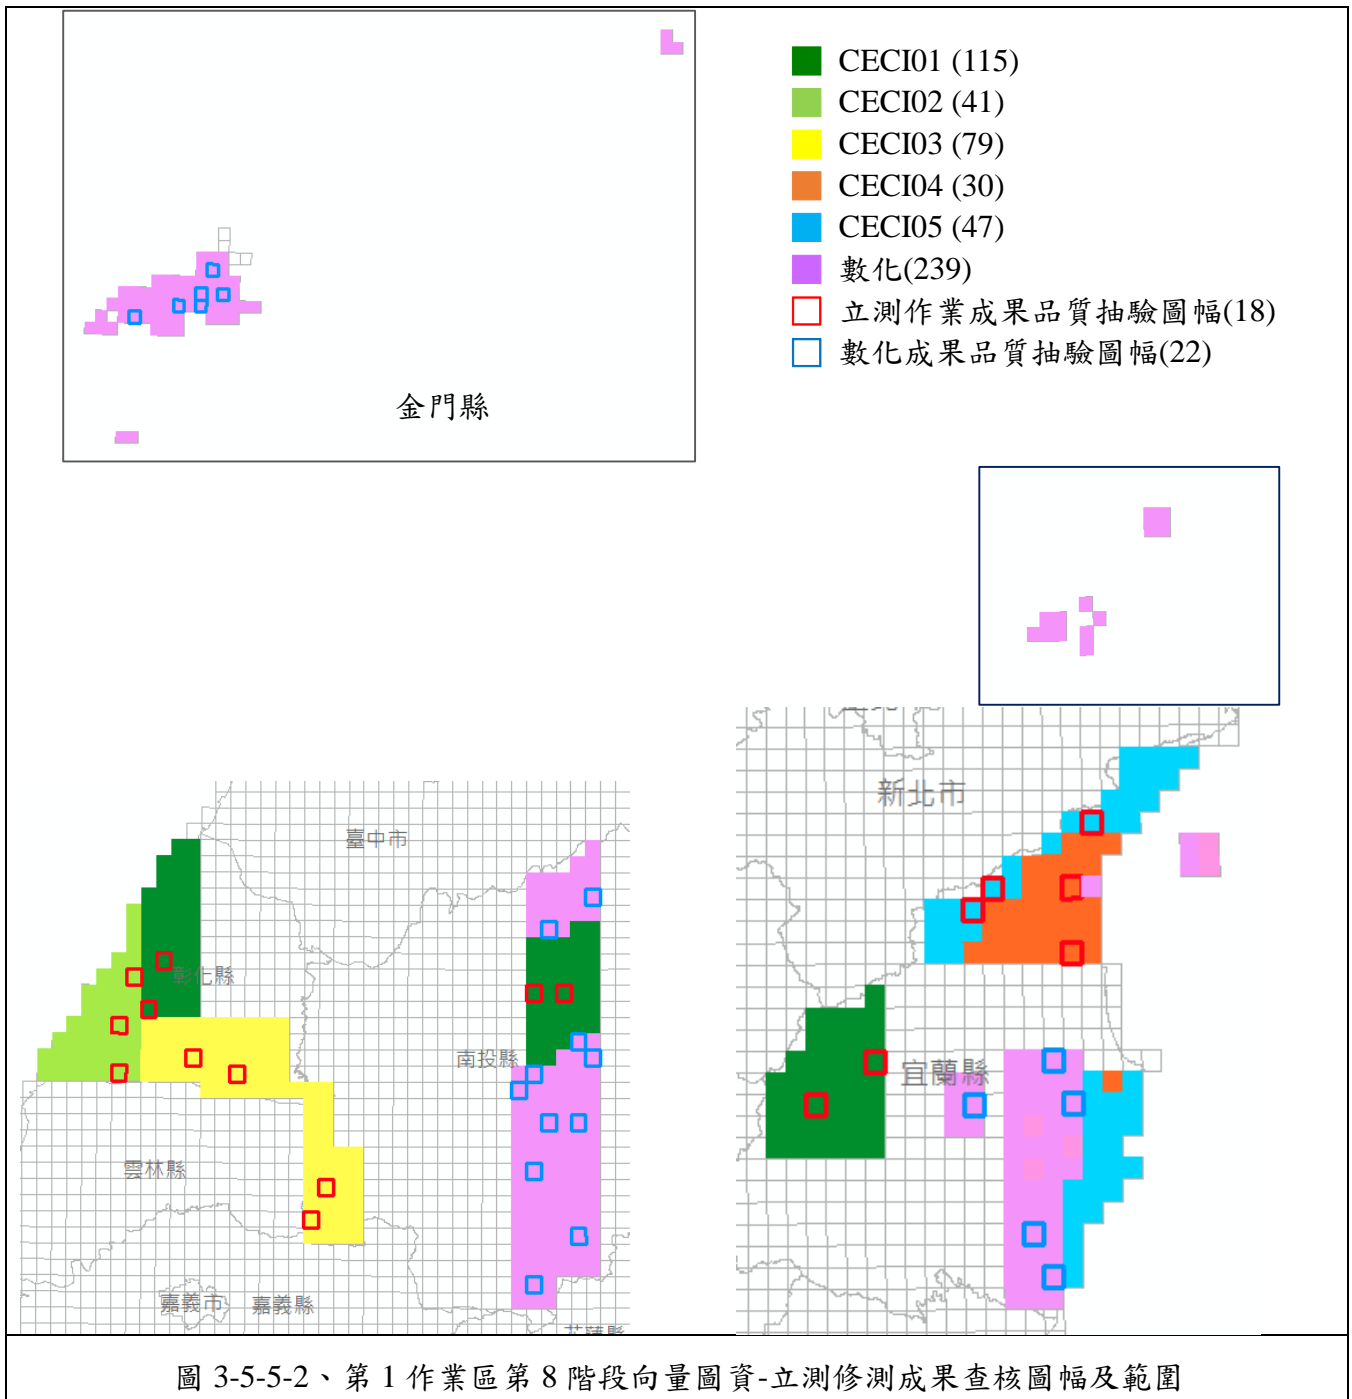 CECI01 (115)
CECI02 (41)
CECI03 (79)
CECI04 (30)
CECI05 (47)
數化(239)
立測作業成果品質抽驗圖幅(18)
數化成果品質抽驗圖幅(22)
金門縣
新北市
臺中市
彰化縣
南投縣
宜蘭縣
雲林縣
嘉義市
嘉義縣
圖 3-5-5-2、第 1 作業區第 8 階段向量圖資-立測修測成果查核圖幅及範圍